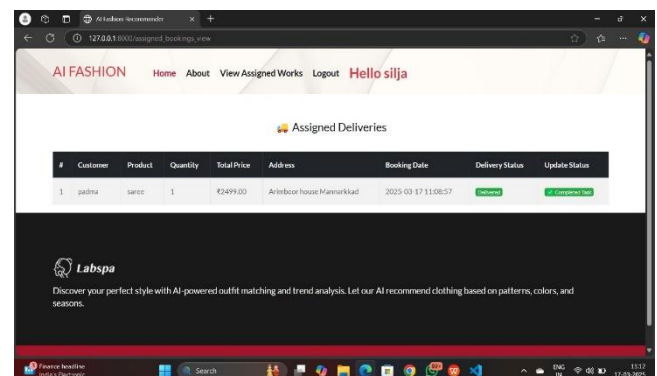 AI Fashion Recommender
127.0.0.1:8000/assigned_bookings_view
AI FASHION Home About View Assigned Works Logout Hello silja
Assigned Deliveries
# Customer Product Quantity Total Price Address Booking Date Delivery Status Update Status
1 padma saree 1 ₹2499.00 Arimboor house Mannarkkad 2025-03-17 11:08:57 Delivered Completed Task
Labspa
Discover your perfect style with AI-powered outfit matching and trend analysis. Let our AI recommend clothing based on patterns, colors, and
seasons.
Finance headline
India's Electronic
Search
ENG
IN
15:12
17-03-2025